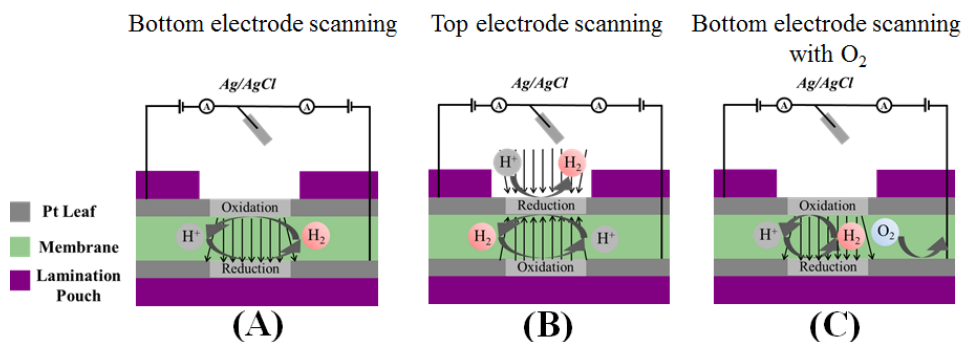 Bottom electrode scanning
Top electrode scanning
Bottom electrode scanning
with O₂
Ag/AgCl
A
A
Oxidation
H⁺
H₂
Reduction
Ag/AgCl
A
A
H⁺
H₂
Reduction
H₂
H⁺
Oxidation
Ag/AgCl
A
A
Oxidation
H⁺
H₂
O₂
Reduction
Pt Leaf
Membrane
Lamination
Pouch
(A)
(B)
(C)